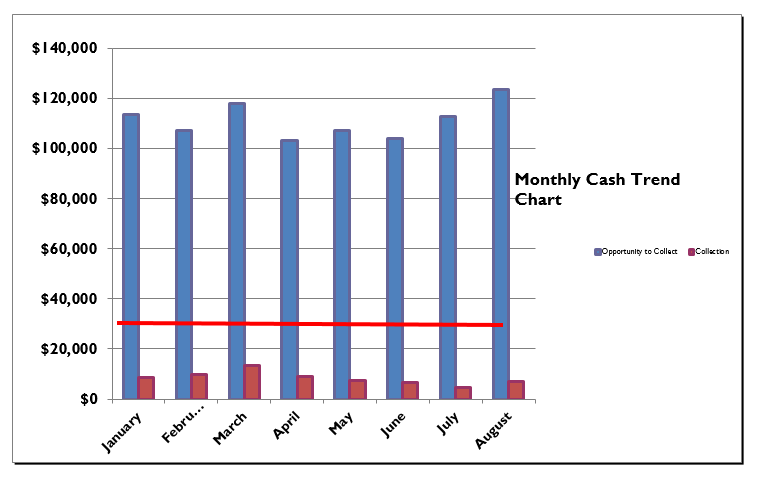 $140,000
$120,000
$100,000
$80,000
$60,000
$40,000
$20,000
$0
January
Febru...
March
April
May
June
July
August
Monthly Cash Trend
Chart
Opportunity to Collect
Collection